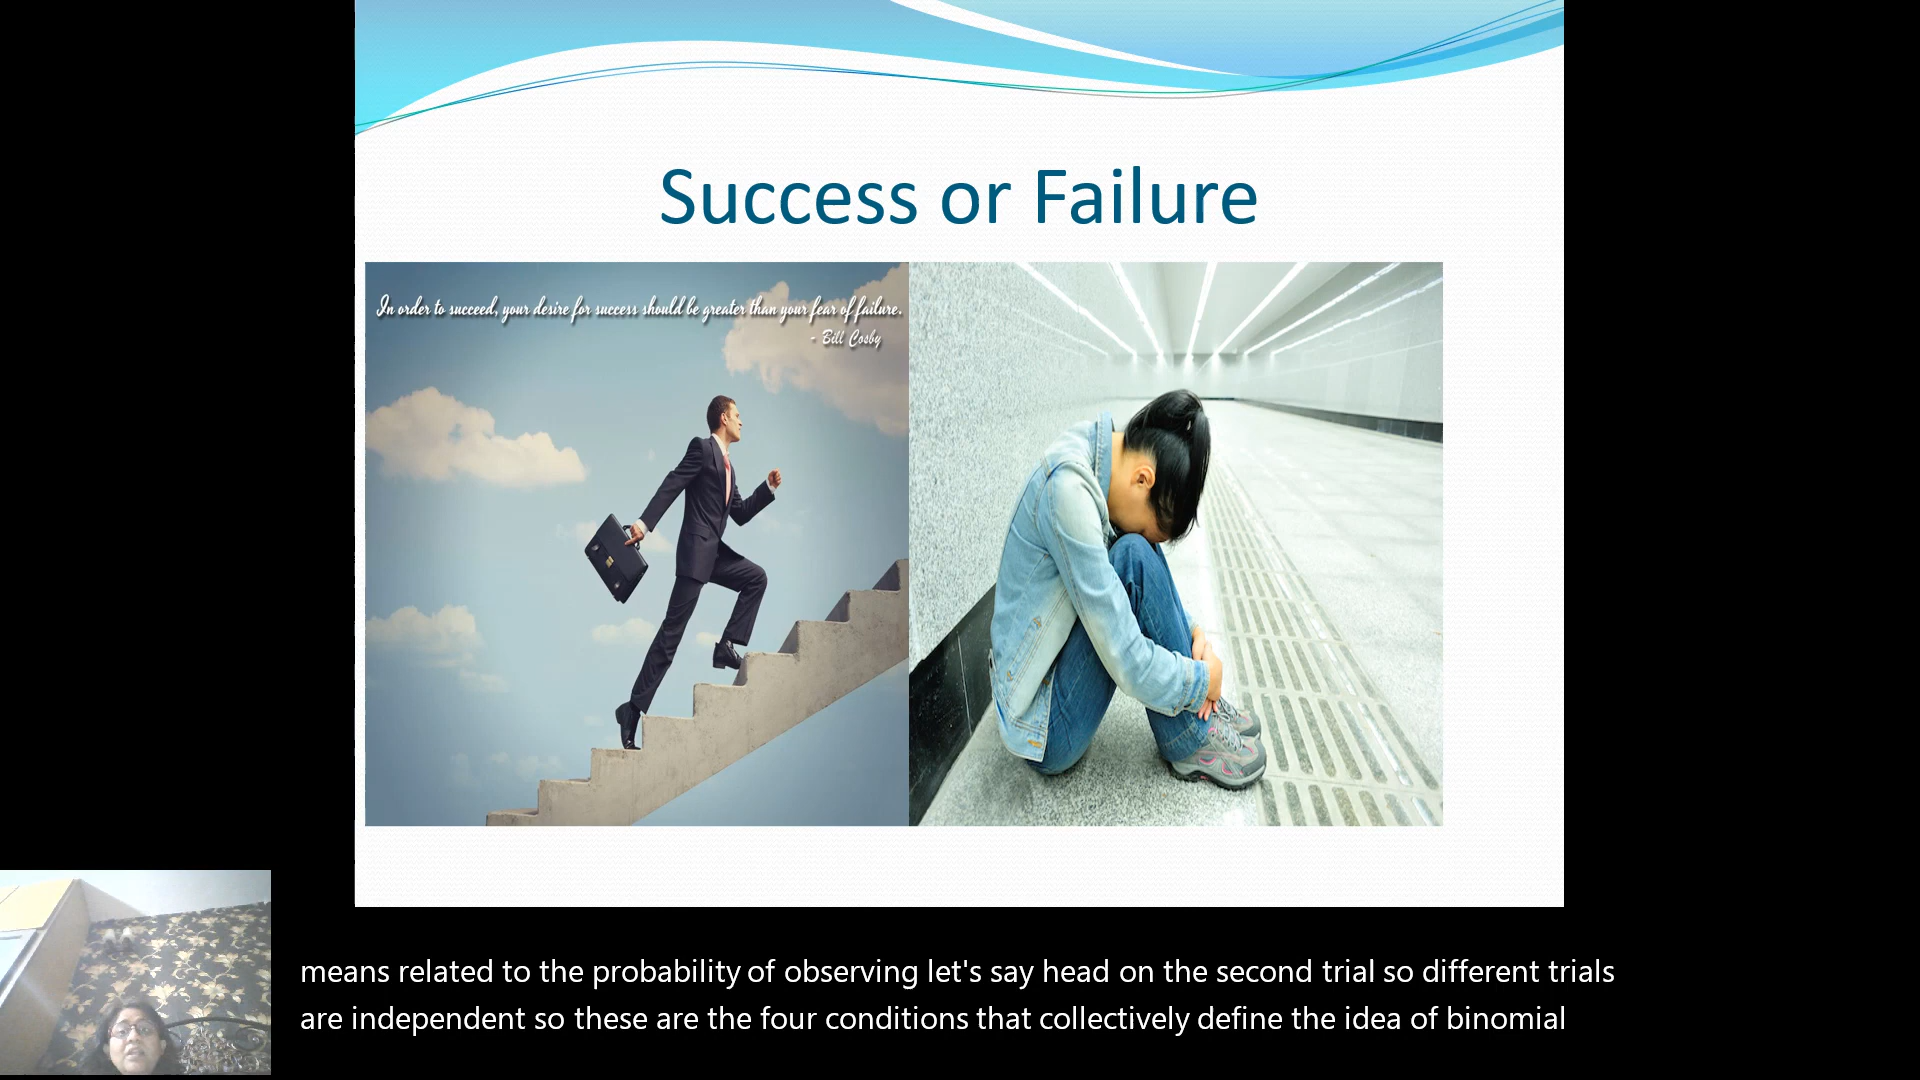 Success or Failure
In order to succeed, your desire for success should be greater than your fear of failure.
- Bill Cosby
means related to the probability of observing let's say head on the second trial so different trials
are independent so these are the four conditions that collectively define the idea of binomial